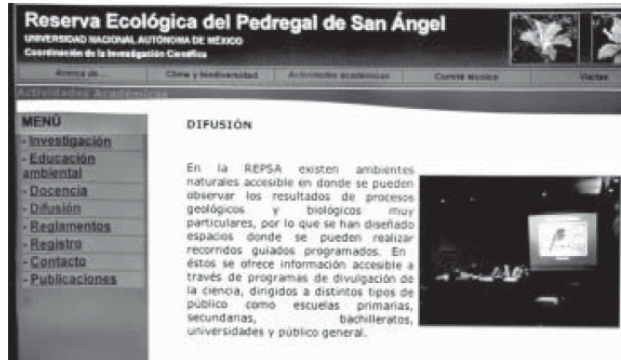 Reserva Ecológica del Pedregal de San Ángel
UNIVERSIDAD NACIONAL AUTÓNOMA DE MÉXICO
Coordinación de la Investigación Científica
Acerca de... Clima y biodiversidad Actividades académicas Comité técnico Visitas
Actividades Académicas
MENÚ
- Investigación
- Educación
ambiental
- Docencia
- Difusión
- Reglamentos
- Registro
- Contacto
- Publicaciones
DIFUSIÓN
En la REPSA existen ambientes
naturales accesible en donde se pueden
observar los resultados de procesos
geológicos y biológicos muy
particulares, por lo que se han diseñado
espacios donde se pueden realizar
recorridos guiados programados. En
éstos se ofrece información accesible a
través de programas de divulgación de
la ciencia, dirigidos a distintos tipos de
público como escuelas primarias,
secundarias, bachilleratos,
universidades y público general.